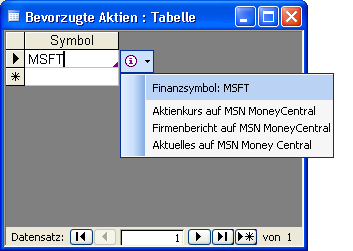 Bevorzugte Aktien : Tabelle
Symbol
MSFT
Finanzsymbol: MSFT
Aktienkurs auf MSN MoneyCentral
Firmenbericht auf MSN MoneyCentral
Aktuelles auf MSN Money Central
Datensatz: 1 von 1